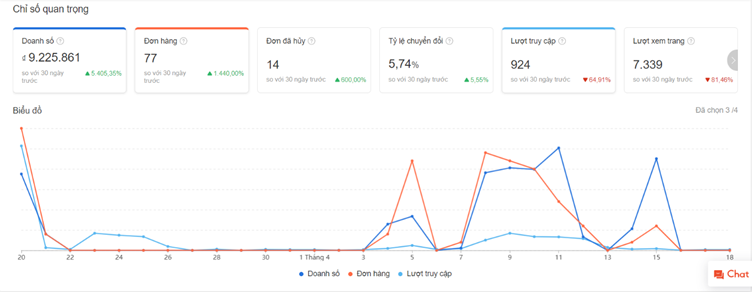 Chỉ số quan trọng
Doanh số
₫ 9.225.861
so với 30 ngày trước
▲5 405,35%
Đơn hàng
77
so với 30 ngày
trước
▲1 440,00%
Đơn đã hủy
14
so với 30 ngày trước
▲600,00%
Tỷ lệ chuyển đổi
5,74%
so với 30 ngày trước
▲5,55%
Lượt truy cập
924
so với 30 ngày trước
▼64,91%
Lượt xem trang
7.339
so với 30 ngày trước
▼81,46%
Biểu đồ
Đã chọn 3 /4
20 22 24 26 28 30 1 Tháng 4 3 5 7 9 11 13 15 18
Doanh số Đơn hàng Lượt truy cập
Chat